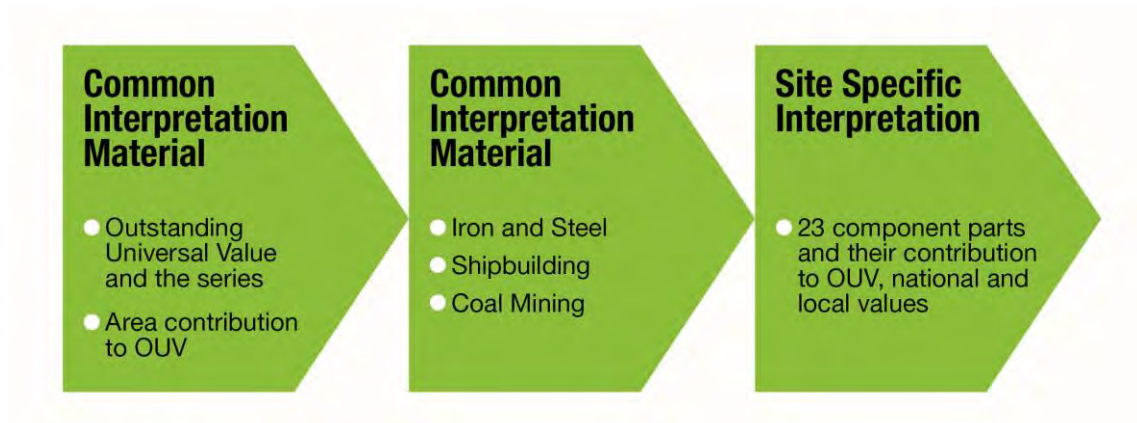 Common
Interpretation
Material
Outstanding
Universal Value
and the series
Area contribution
to OUV
Common
Interpretation
Material
Iron and Steel
Shipbuilding
Coal Mining
Site Specific
Interpretation
23 component parts
and their contribution
to OUV, national and
local values